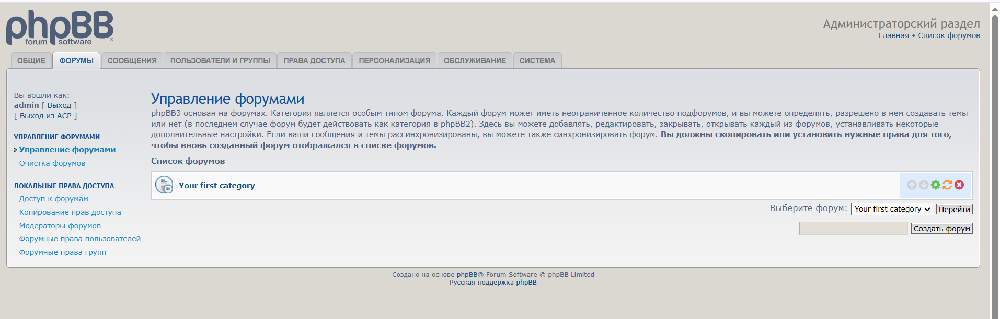 phpBB
forum software ®
Администраторский раздел
Главная • Список форумов
ОБЩИЕ ФОРУМЫ СООБЩЕНИЯ ПОЛЬЗОВАТЕЛИ И ГРУППЫ ПРАВА ДОСТУПА ПЕРСОНАЛИЗАЦИЯ ОБСЛУЖИВАНИЕ СИСТЕМА
Вы вошли как:
admin [ Выход ]
[ Выход из ACP ]
УПРАВЛЕНИЕ ФОРУМАМИ
Управление форумами
Очистка форумов
ЛОКАЛЬНЫЕ ПРАВА ДОСТУПА
Доступ к форумам
Копирование прав доступа
Модераторы форумов
Форумные права пользователей
Форумные права групп
Управление форумами
phpBB3 основан на форумах. Категория является особым типом форума. Каждый форум может иметь неограниченное количество подфорумов, и вы можете определять, разрешено в нём создавать темы
или нет (в последнем случае форум будет действовать как категория в phpBB2). Здесь вы можете добавлять, редактировать, закрывать, открывать каждый из форумов, устанавливать некоторые
дополнительные настройки. Если ваши сообщения и темы рассинхронизированы, вы можете также синхронизировать форум. Вы должны скопировать или установить нужные права для того,
чтобы вновь созданный форум отображался в списке форумов.
Список форумов
Your first category
Выберите форум: Your first category Перейти
Создать форум
Создано на основе phpBB® Forum Software © phpBB Limited
Русская поддержка phpBB